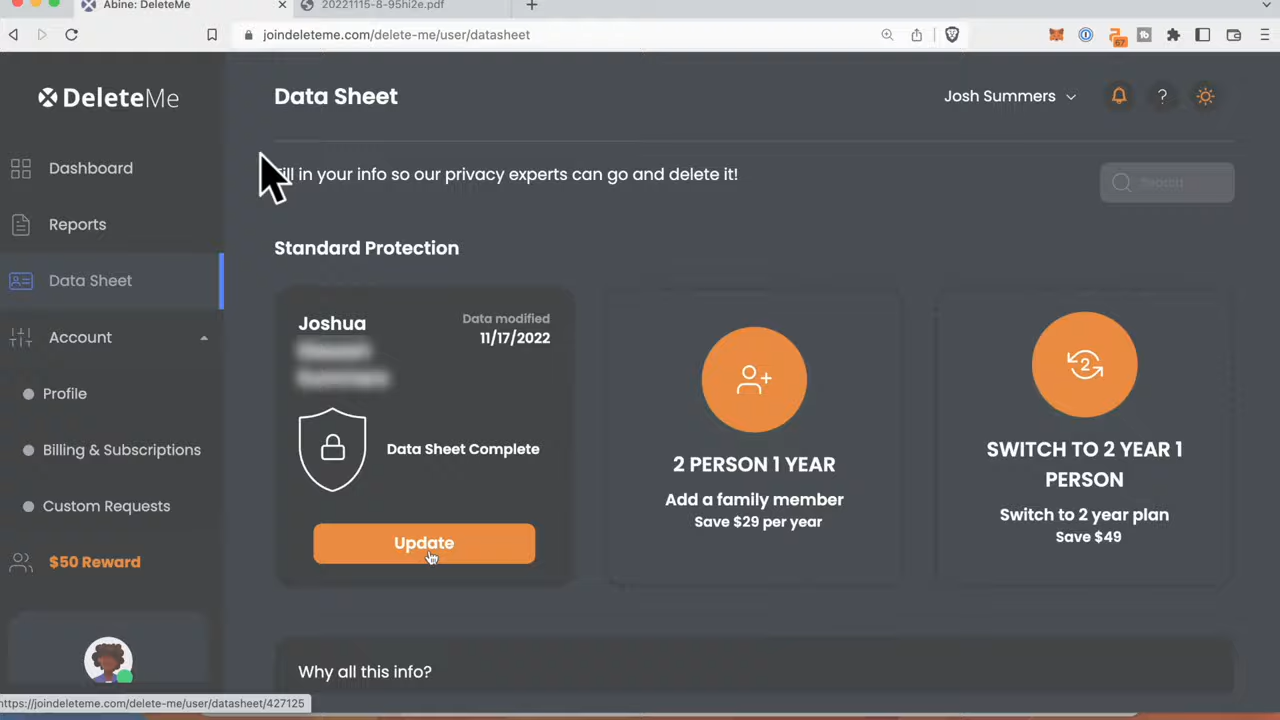 Abine: DeleteMe
20221115-8-95hi2e.pdf
joindeleteme.com/delete-me/user/datasheet
67
DeleteMe
Data Sheet
Josh Summers
?
Dashboard
ill in your info so our privacy experts can go and delete it!
Search
Reports
Standard Protection
Data Sheet
Joshua
Data modified
11/17/2022
Account
2
Profile
Billing & Subscriptions
Data Sheet Complete
2 PERSON 1 YEAR
Add a family member
Save $29 per year
SWITCH TO 2 YEAR 1
PERSON
Switch to 2 year plan
Save $49
Custom Requests
Update
$50 Reward
Why all this info?
https://joindeleteme.com/delete-me/user/datasheet/427125